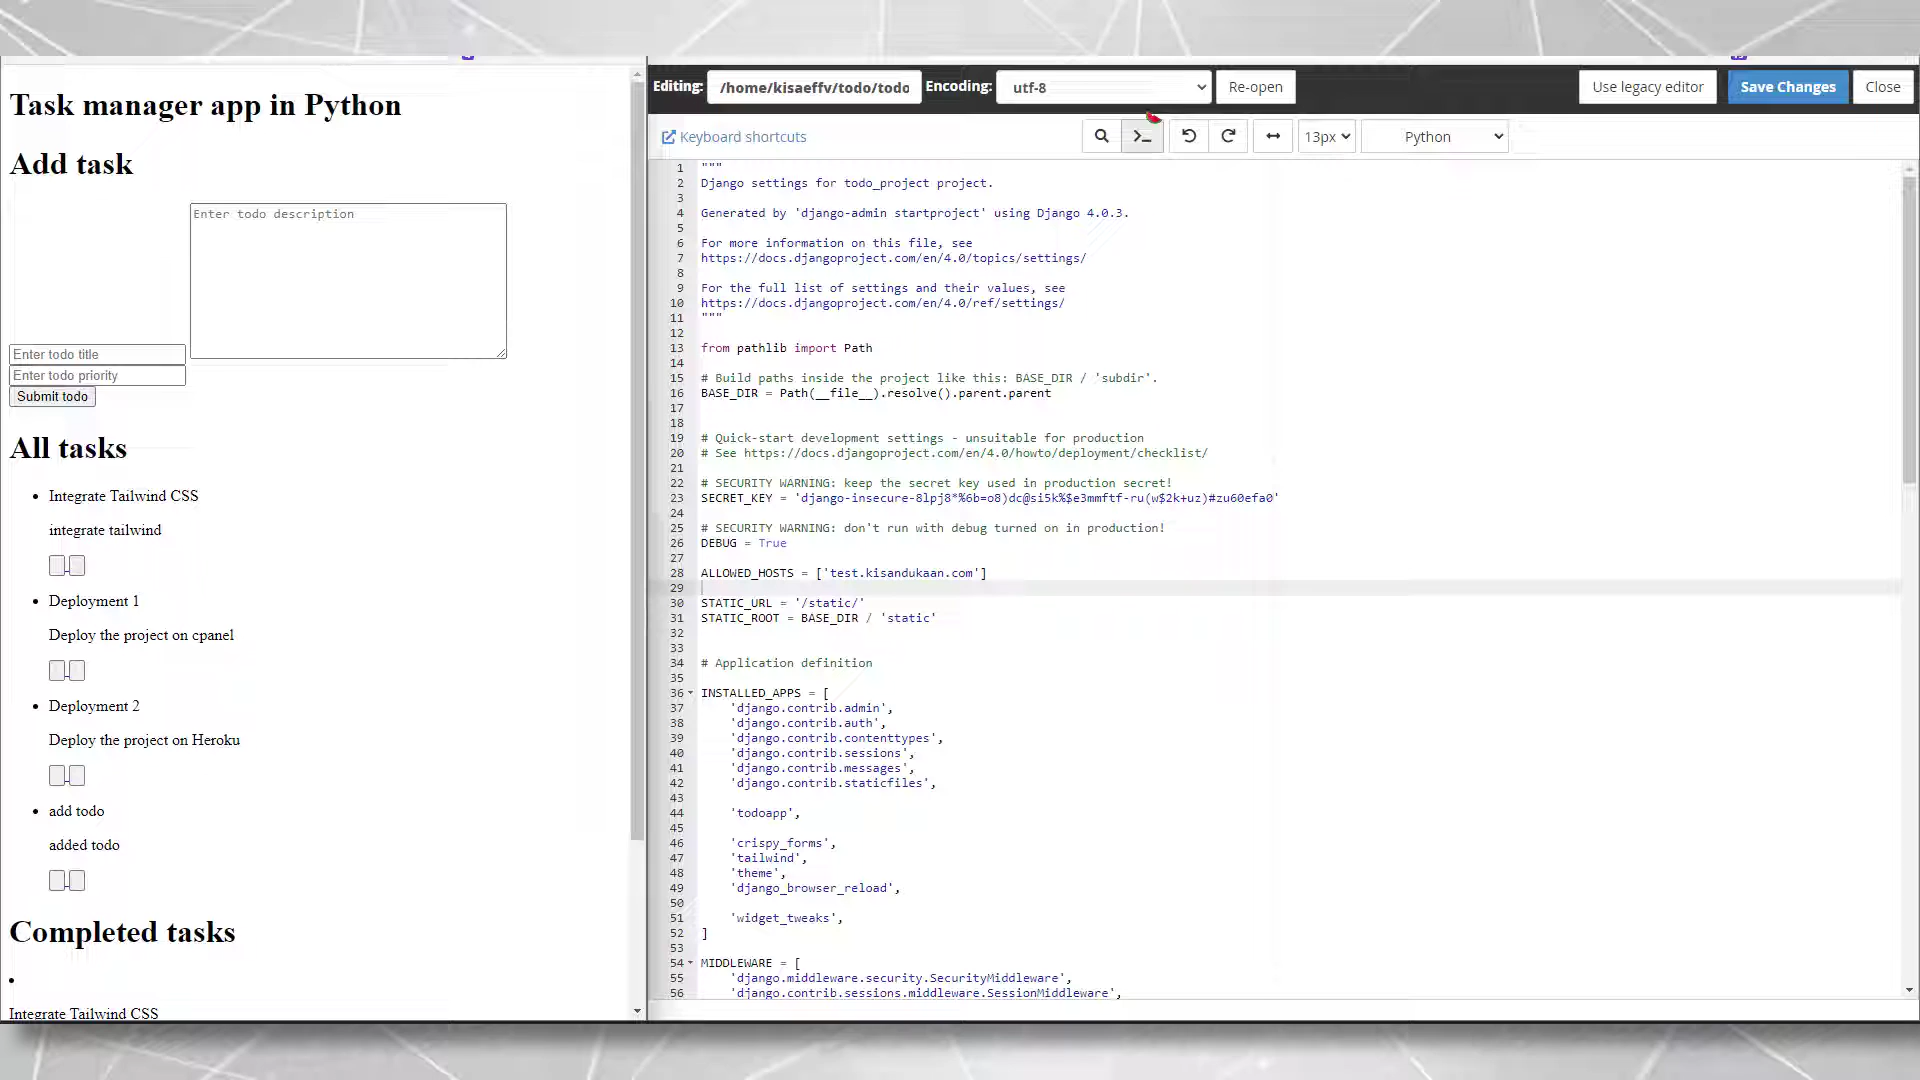 Task manager app in Python
Add task
Enter todo description
Enter todo title
Enter todo priority
Submit todo
All tasks
Integrate Tailwind CSS
integrate tailwind
Deployment 1
Deploy the project on cpanel
Deployment 2
Deploy the project on Heroku
add todo
added todo
Completed tasks
Integrate Tailwind CSS
Editing: /home/kisaeffv/todo/todo Encoding: utf-8 Re-open Use legacy editor Save Changes Close
Keyboard shortcuts 13px Python
1 """
2 Django settings for todo_project project.
3
4 Generated by 'django-admin startproject' using Django 4.0.3.
5
6 For more information on this file, see
7 https://docs.djangoproject.com/en/4.0/topics/settings/
8
9 For the full list of settings and their values, see
10 https://docs.djangoproject.com/en/4.0/ref/settings/
11 """
12
13 from pathlib import Path
14
15 # Build paths inside the project like this: BASE_DIR / 'subdir'.
16 BASE_DIR = Path(__file__).resolve().parent.parent
17
18
19 # Quick-start development settings - unsuitable for production
20 # See https://docs.djangoproject.com/en/4.0/howto/deployment/checklist/
21
22 # SECURITY WARNING: keep the secret key used in production secret!
23 SECRET_KEY = 'django-insecure-8lpj8*%6b=o8)dc@si5k%$e3mmftf-ru(w$2k+uz)#zu60efa0'
24
25 # SECURITY WARNING: don't run with debug turned on in production!
26 DEBUG = True
27
28 ALLOWED_HOSTS = ['test.kisandukaan.com']
29
30 STATIC_URL = '/static/'
31 STATIC_ROOT = BASE_DIR / 'static'
32
33
34 # Application definition
35
36 INSTALLED_APPS = [
37 'django.contrib.admin',
38 'django.contrib.auth',
39 'django.contrib.contenttypes',
40 'django.contrib.sessions',
41 'django.contrib.messages',
42 'django.contrib.staticfiles',
43
44 'todoapp',
45
46 'crispy_forms',
47 'tailwind',
48 'theme',
49 'django_browser_reload',
50
51 'widget_tweaks',
52 ]
53
54 MIDDLEWARE = [
55 'django.middleware.security.SecurityMiddleware',
56 'django.contrib.sessions.middleware.SessionMiddleware',